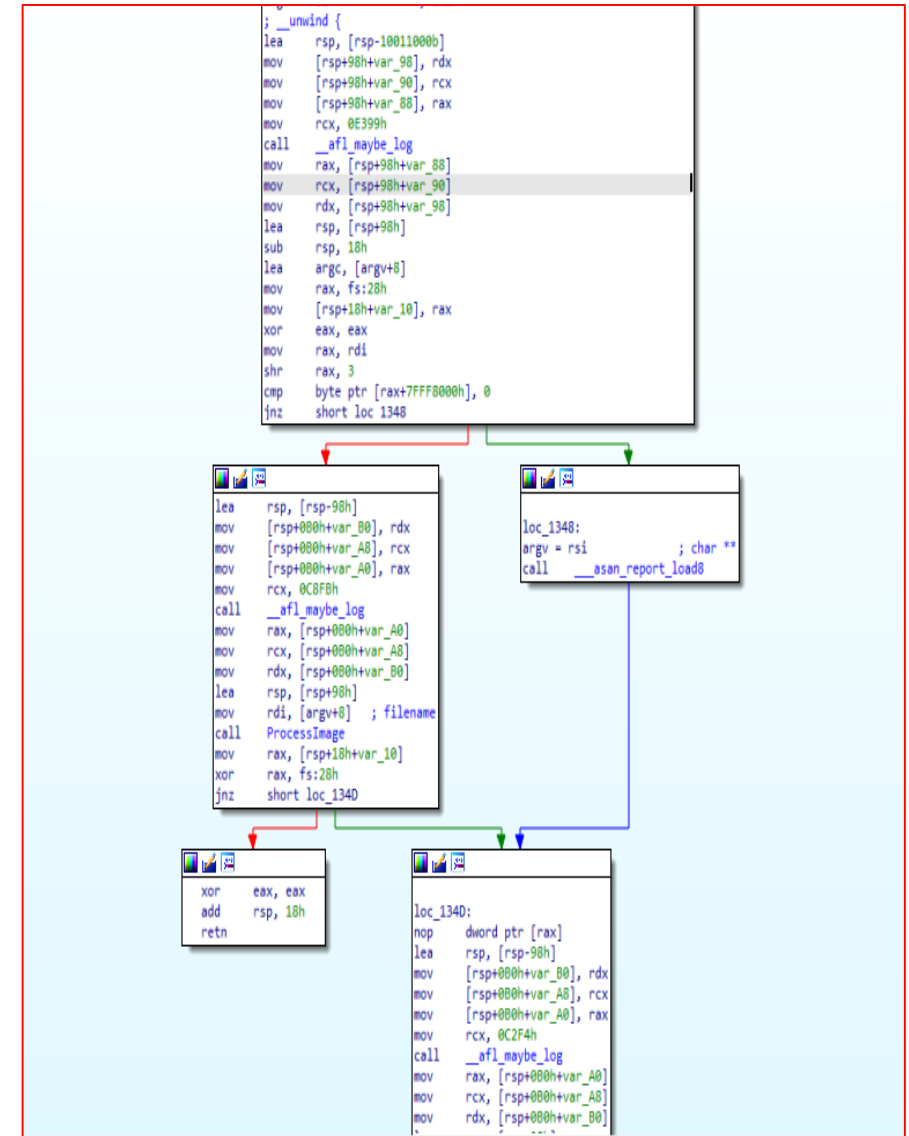 ; __unwind {
lea rsp, [rsp-10011000b]
mov [rsp+98h+var_98], rdx
mov [rsp+98h+var_90], rcx
mov [rsp+98h+var_88], rax
mov rcx, 0E399h
call __afl_maybe_log
mov rax, [rsp+98h+var_88]
mov rcx, [rsp+98h+var_90]
mov rdx, [rsp+98h+var_98]
lea rsp, [rsp+98h]
sub rsp, 18h
lea argc, [argv+8]
mov rax, fs:28h
mov [rsp+18h+var_10], rax
xor eax, eax
mov rax, rdi
shr rax, 3
cmp byte ptr [rax+7FFF8000h], 0
jnz short loc_1348
lea rsp, [rsp-98h]
mov [rsp+0B0h+var_B0], rdx
mov [rsp+0B0h+var_A8], rcx
mov [rsp+0B0h+var_A0], rax
mov rcx, 0C8FBh
call __afl_maybe_log
mov rax, [rsp+0B0h+var_A0]
mov rcx, [rsp+0B0h+var_A8]
mov rdx, [rsp+0B0h+var_B0]
lea rsp, [rsp+98h]
mov rdi, [argv+8] ; filename
call ProcessImage
mov rax, [rsp+18h+var_10]
xor rax, fs:28h
jnz short loc_134D
loc_1348:
argv = rsi ; char **
call ___asan_report_load8
xor eax, eax
add rsp, 18h
retn
loc_134D:
nop dword ptr [rax]
lea rsp, [rsp-98h]
mov [rsp+0B0h+var_B0], rdx
mov [rsp+0B0h+var_A8], rcx
mov [rsp+0B0h+var_A0], rax
mov rcx, 0C2F4h
call __afl_maybe_log
mov rax, [rsp+0B0h+var_A0]
mov rcx, [rsp+0B0h+var_A8]
mov rdx, [rsp+0B0h+var_B0]